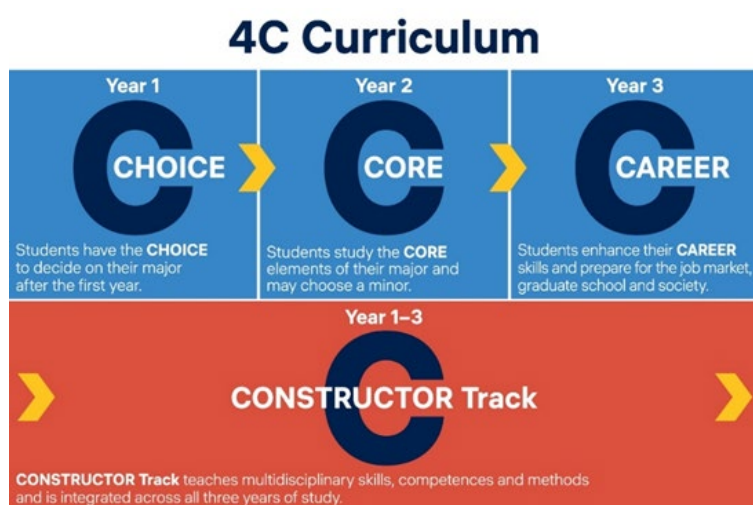 4C Curriculum
Year 1
CHOICE
Students have the CHOICE
to decide on their major
after the first year.
Year 2
CORE
Students study the CORE
elements of their major and
may choose a minor.
Year 3
CAREER
Students enhance their CAREER
skills and prepare for the job market,
graduate school and society.
Year 1–3
CONSTRUCTOR Track
CONSTRUCTOR Track teaches multidisciplinary skills, competences and methods
and is integrated across all three years of study.